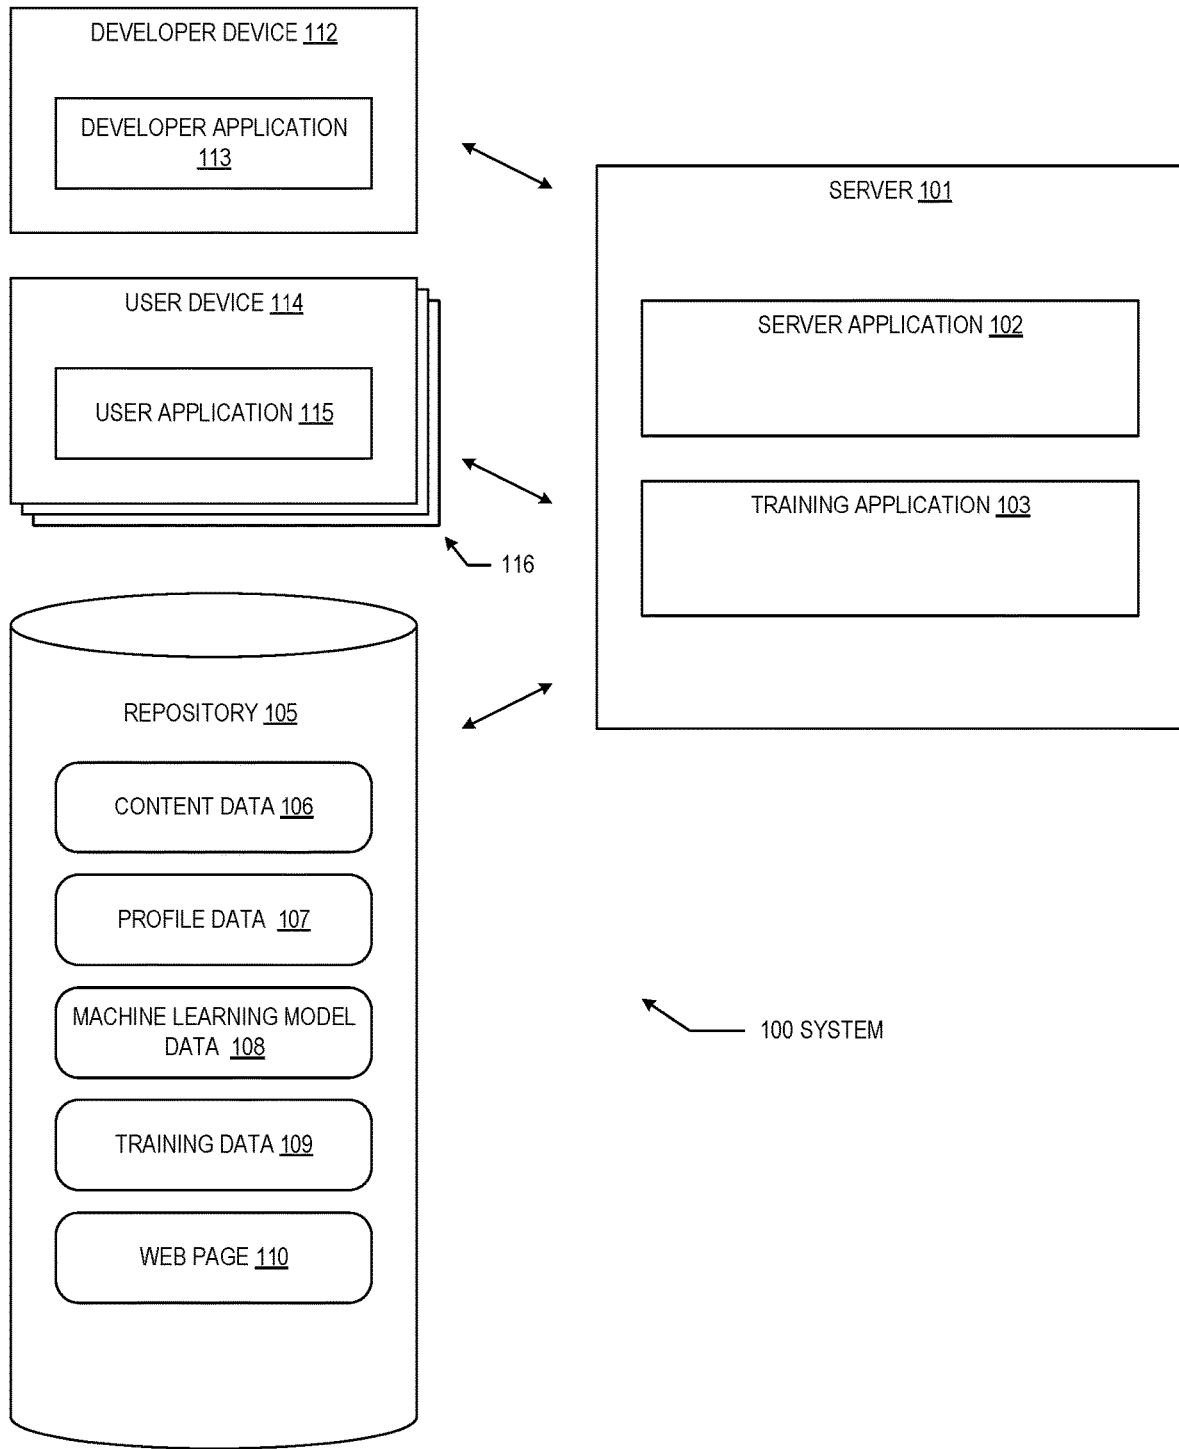 DEVELOPER DEVICE 112
DEVELOPER APPLICATION
113
USER DEVICE 114
USER APPLICATION 115
116
SERVER 101
SERVER APPLICATION 102
TRAINING APPLICATION 103
REPOSITORY 105
CONTENT DATA 106
PROFILE DATA 107
MACHINE LEARNING MODEL
DATA 108
TRAINING DATA 109
WEB PAGE 110
100 SYSTEM